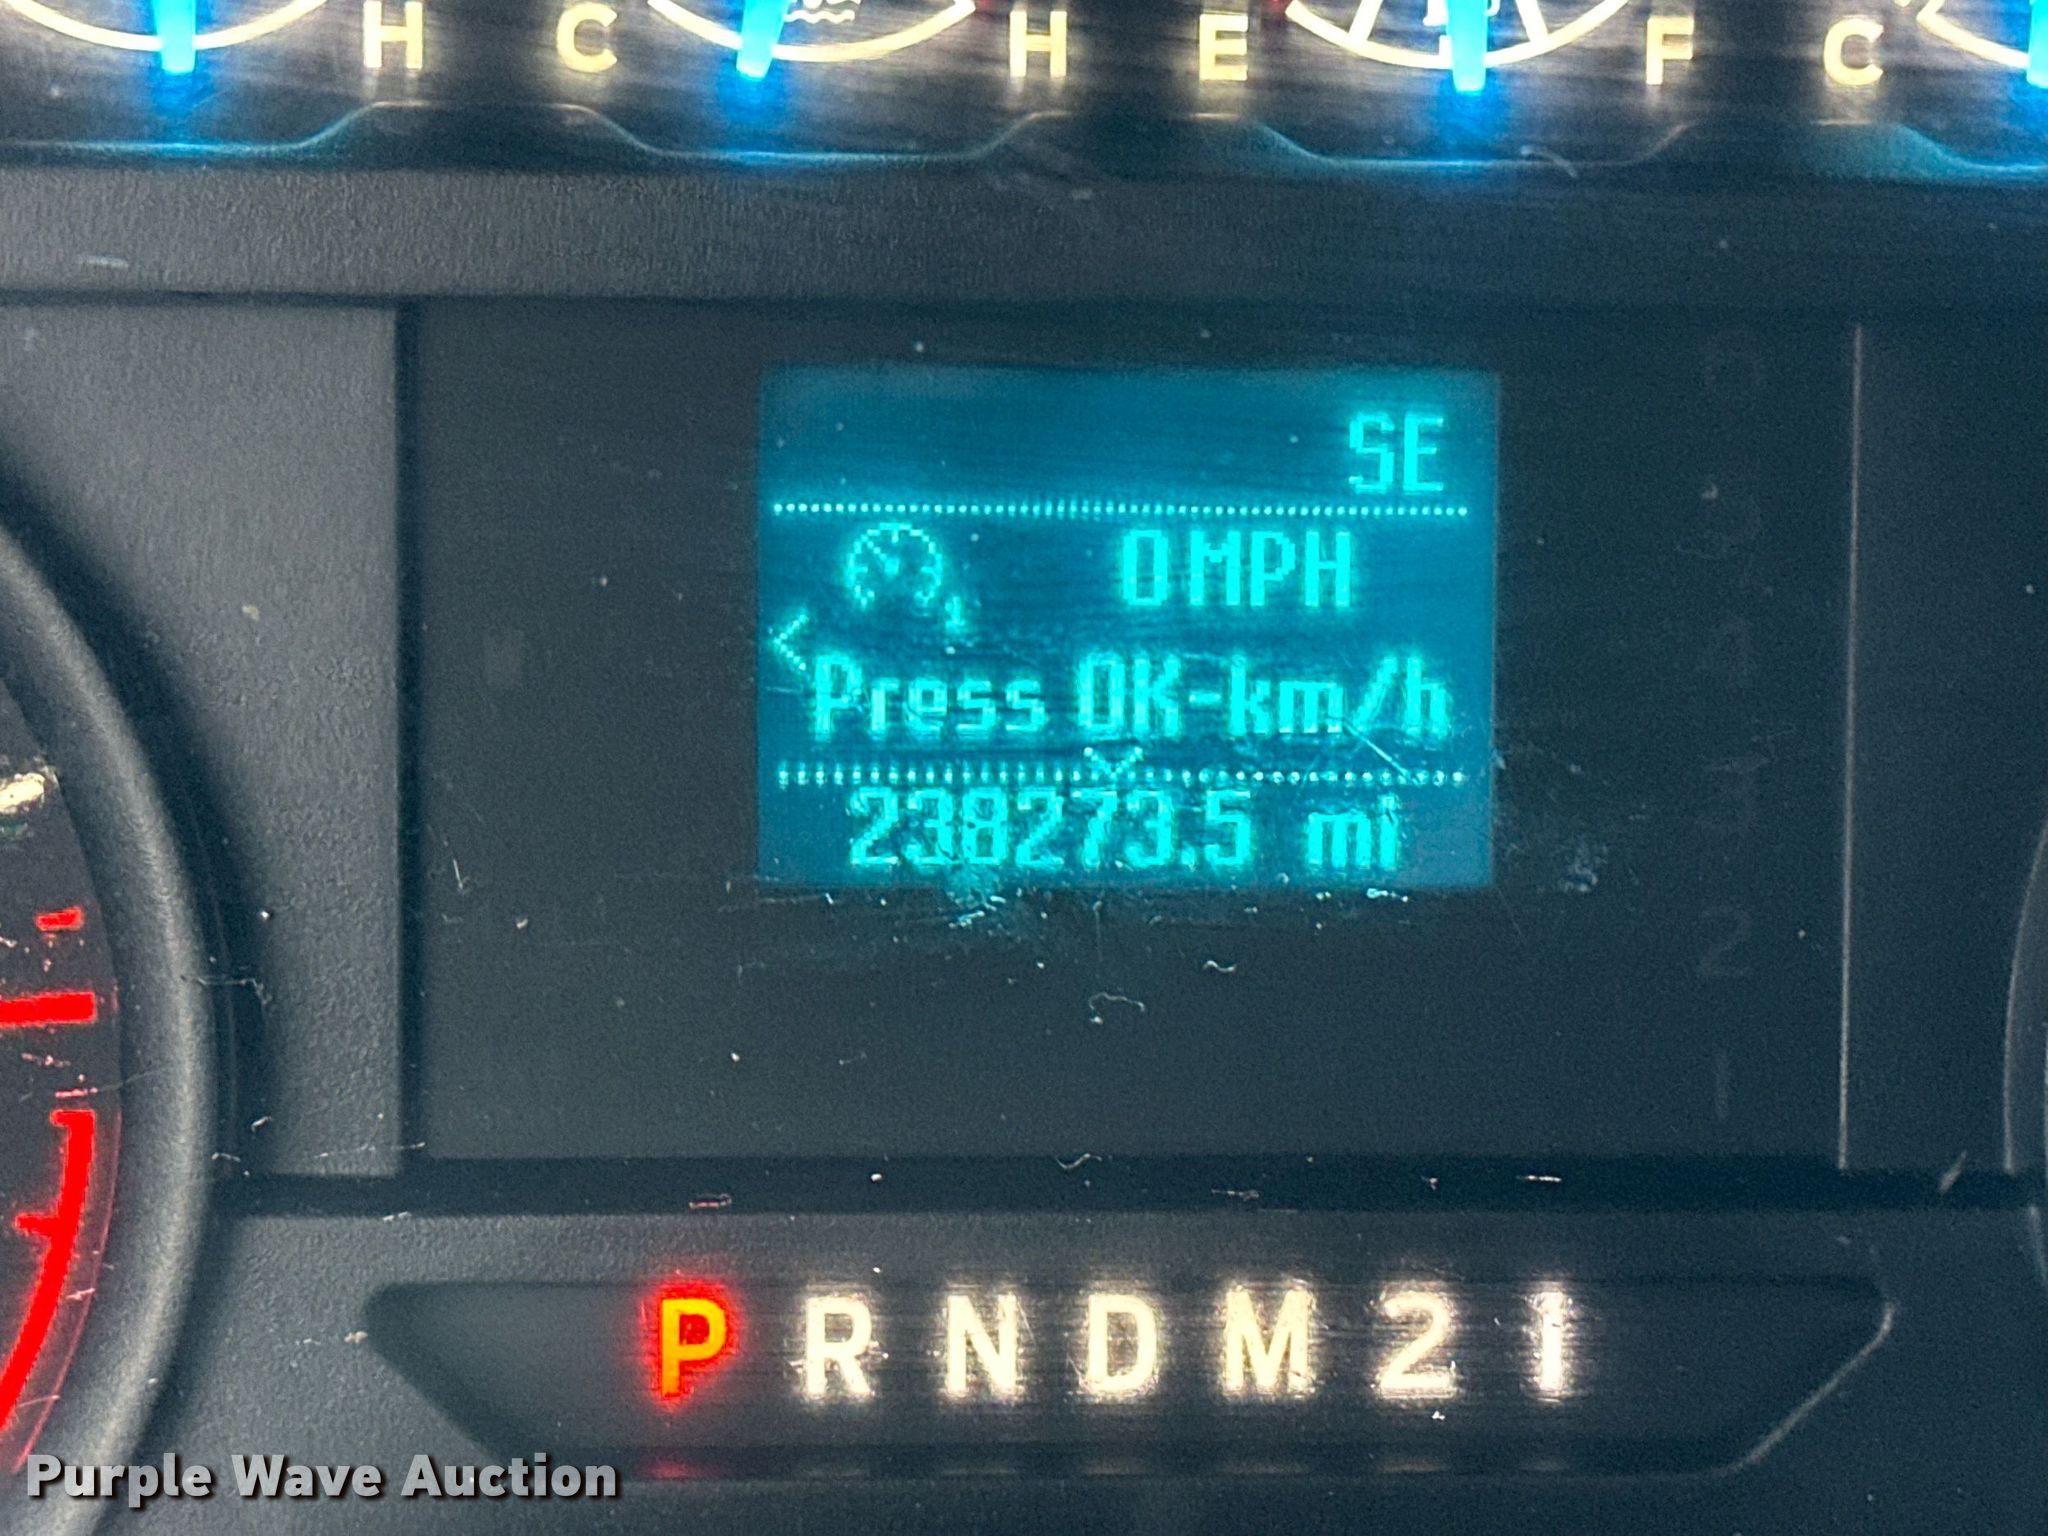 H C H E F C
SE
0 MPH
Press OK-km/h
238273.5 mi
P R N D M 2 1
Purple Wave Auction